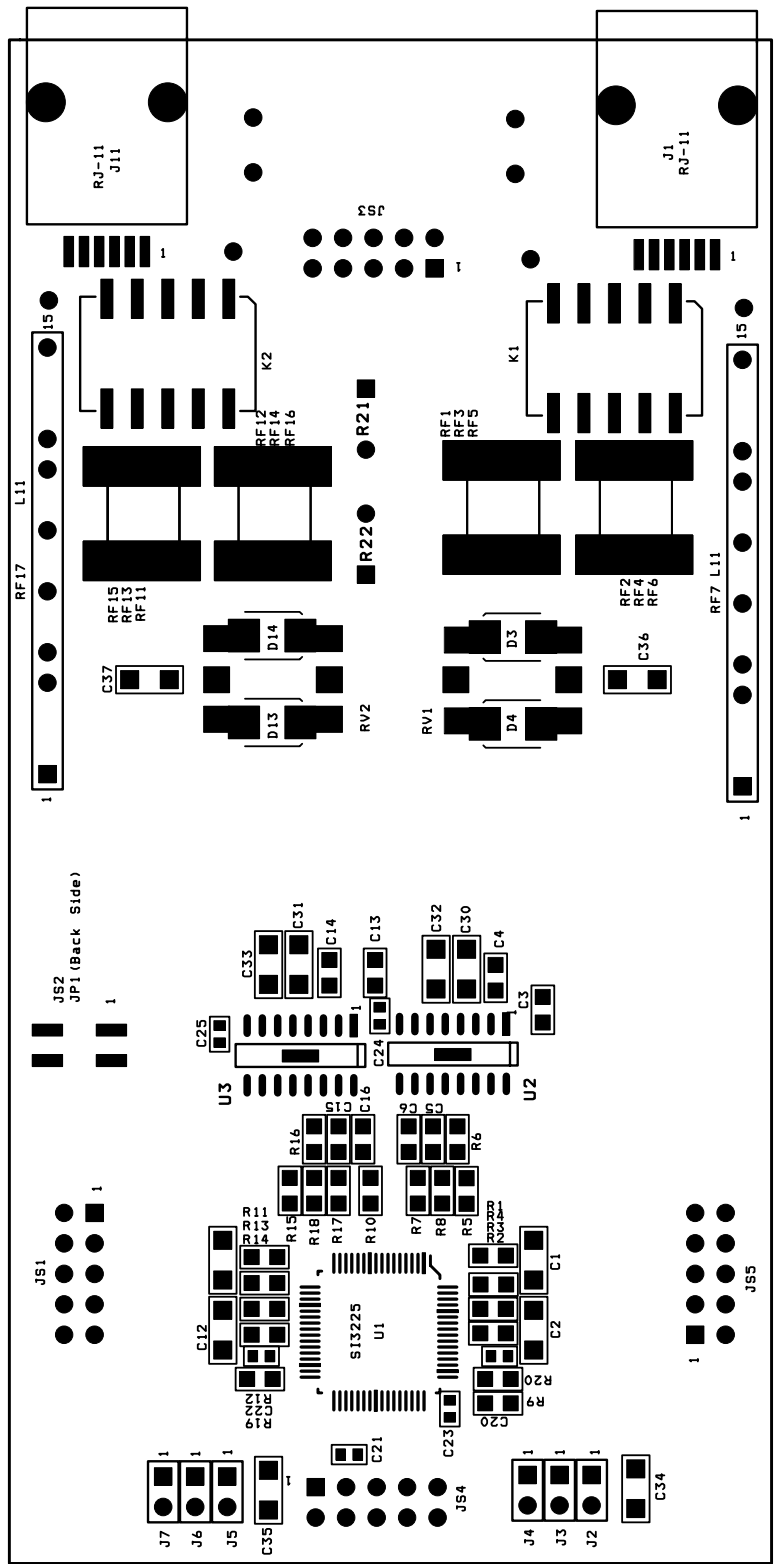 RJ-11
J11
J1
RJ-11
JS3
1
1
1
15
15
K2
K1
RF12
RF14
RF16
R21
RF1
RF3
RF5
L11
RF17
R22
RF15
RF13
RF11
RF2
RF4
RF6
RF7 L11
D14
D3
C37
C36
D13
RV2
RV1
D4
1
1
JS2
JP1(Back Side)
1
C33
C31
C14
C13
C32
C30
C4
C3
C25
1
C24
1
U3
U2
R16
C15
C16
C6
C5
R6
R15
R18
R17
R10
R7
R8
R5
1
JS1
R11
R13
R14
R1
R4
R3
R2
C12
C1
C2
SI3225
U1
JS5
1
R12
C22
R19
R20
R9
C20
C23
C21
1
1
1
J7
J6
J5
C35
1
JS4
1
1
1
J4
J3
J2
C34